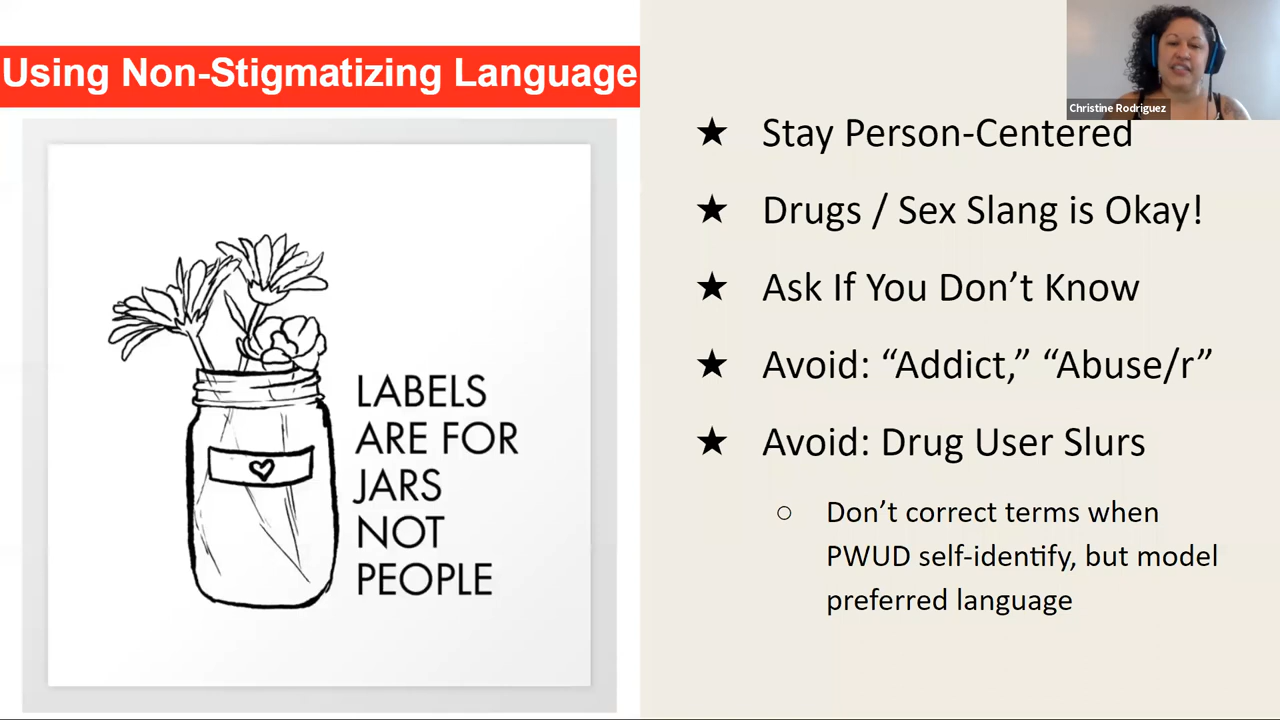 Using Non-Stigmatizing Language
LABELS
ARE FOR
JARS
NOT
PEOPLE
Christine Rodriguez
★ Stay Person-Centered
★ Drugs / Sex Slang is Okay!
★ Ask If You Don’t Know
★ Avoid: “Addict,” “Abuse/r”
★ Avoid: Drug User Slurs
○ Don’t correct terms when
PWUD self-identify, but model
preferred language